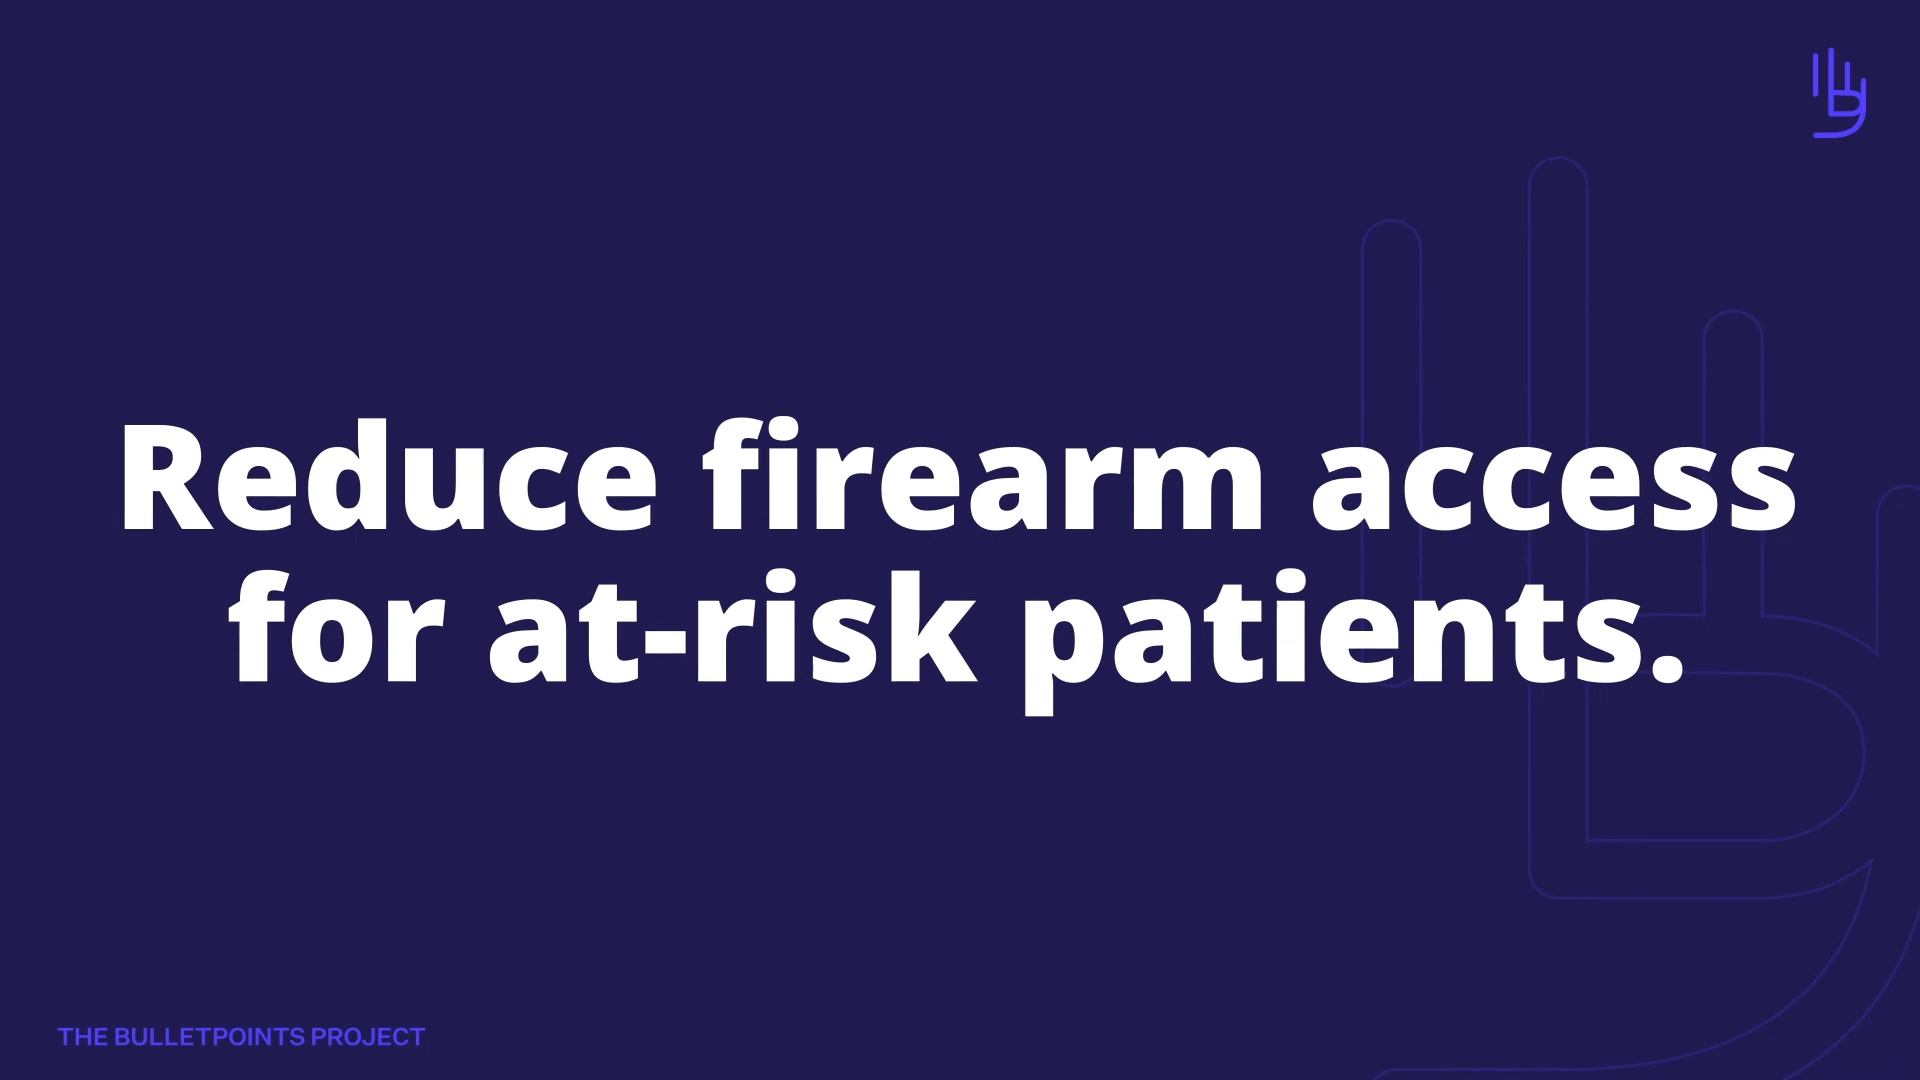 Reduce firearm access
for at-risk patients.
THE BULLETPOINTS PROJECT